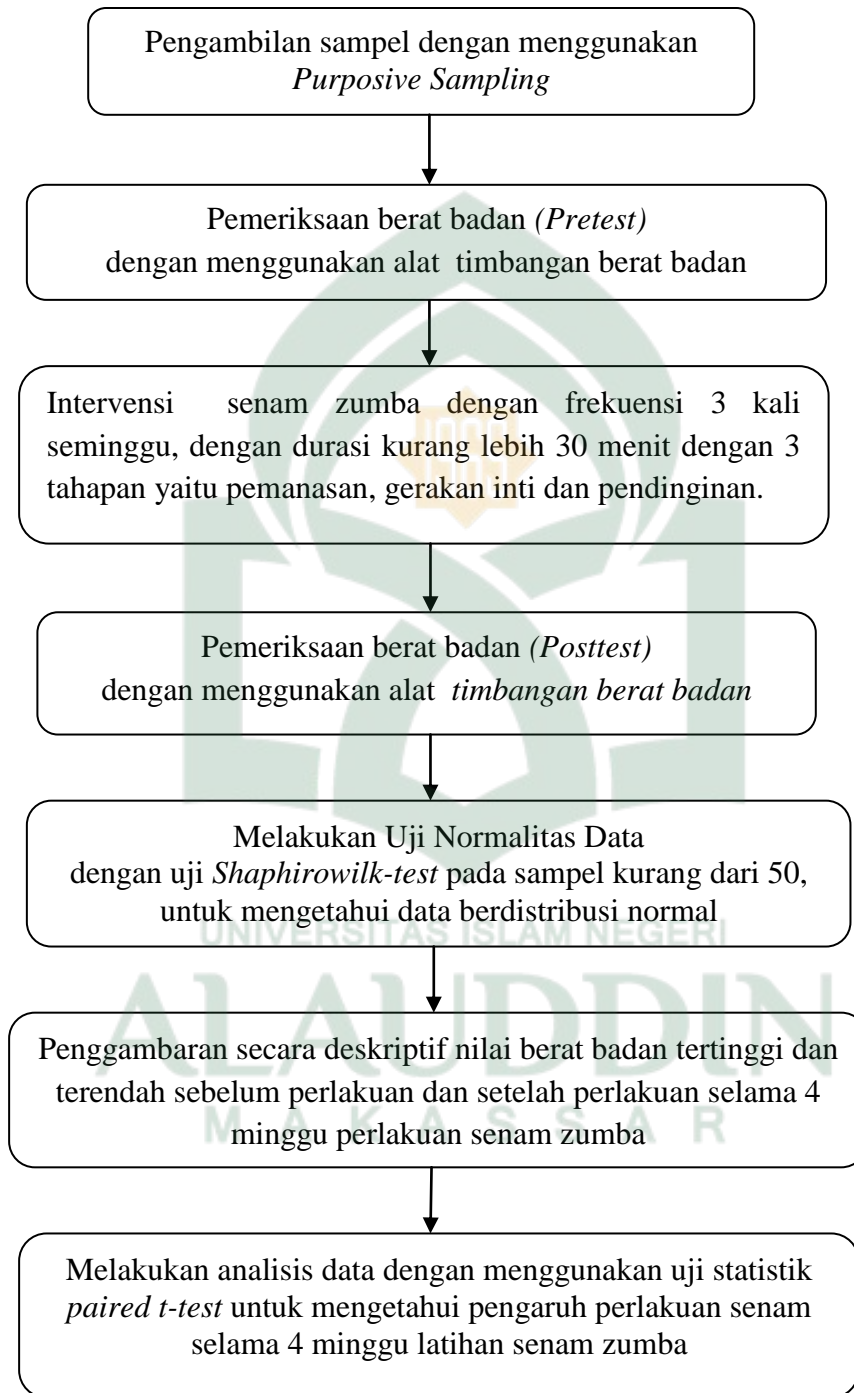 Pengambilan sampel dengan menggunakan
Purposive Sampling
Pemeriksaan berat badan (Pretest)
dengan menggunakan alat timbangan berat badan
Intervensi senam zumba dengan frekuensi 3 kali
seminggu, dengan durasi kurang lebih 30 menit dengan 3
tahapan yaitu pemanasan, gerakan inti dan pendinginan.
Pemeriksaan berat badan (Posttest)
dengan menggunakan alat timbangan berat badan
Melakukan Uji Normalitas Data
dengan uji Shaphirowilk-test pada sampel kurang dari 50,
untuk mengetahui data berdistribusi normal
UNIVERSITAS ISLAM NEGERI
ALAUDDIN
Penggambaran secara deskriptif nilai berat badan tertinggi dan
terendah sebelum perlakuan dan setelah perlakuan selama 4
minggu perlakuan senam zumba
MAKASSAR
Melakukan analisis data dengan menggunakan uji statistik
paired t-test untuk mengetahui pengaruh perlakuan senam
selama 4 minggu latihan senam zumba